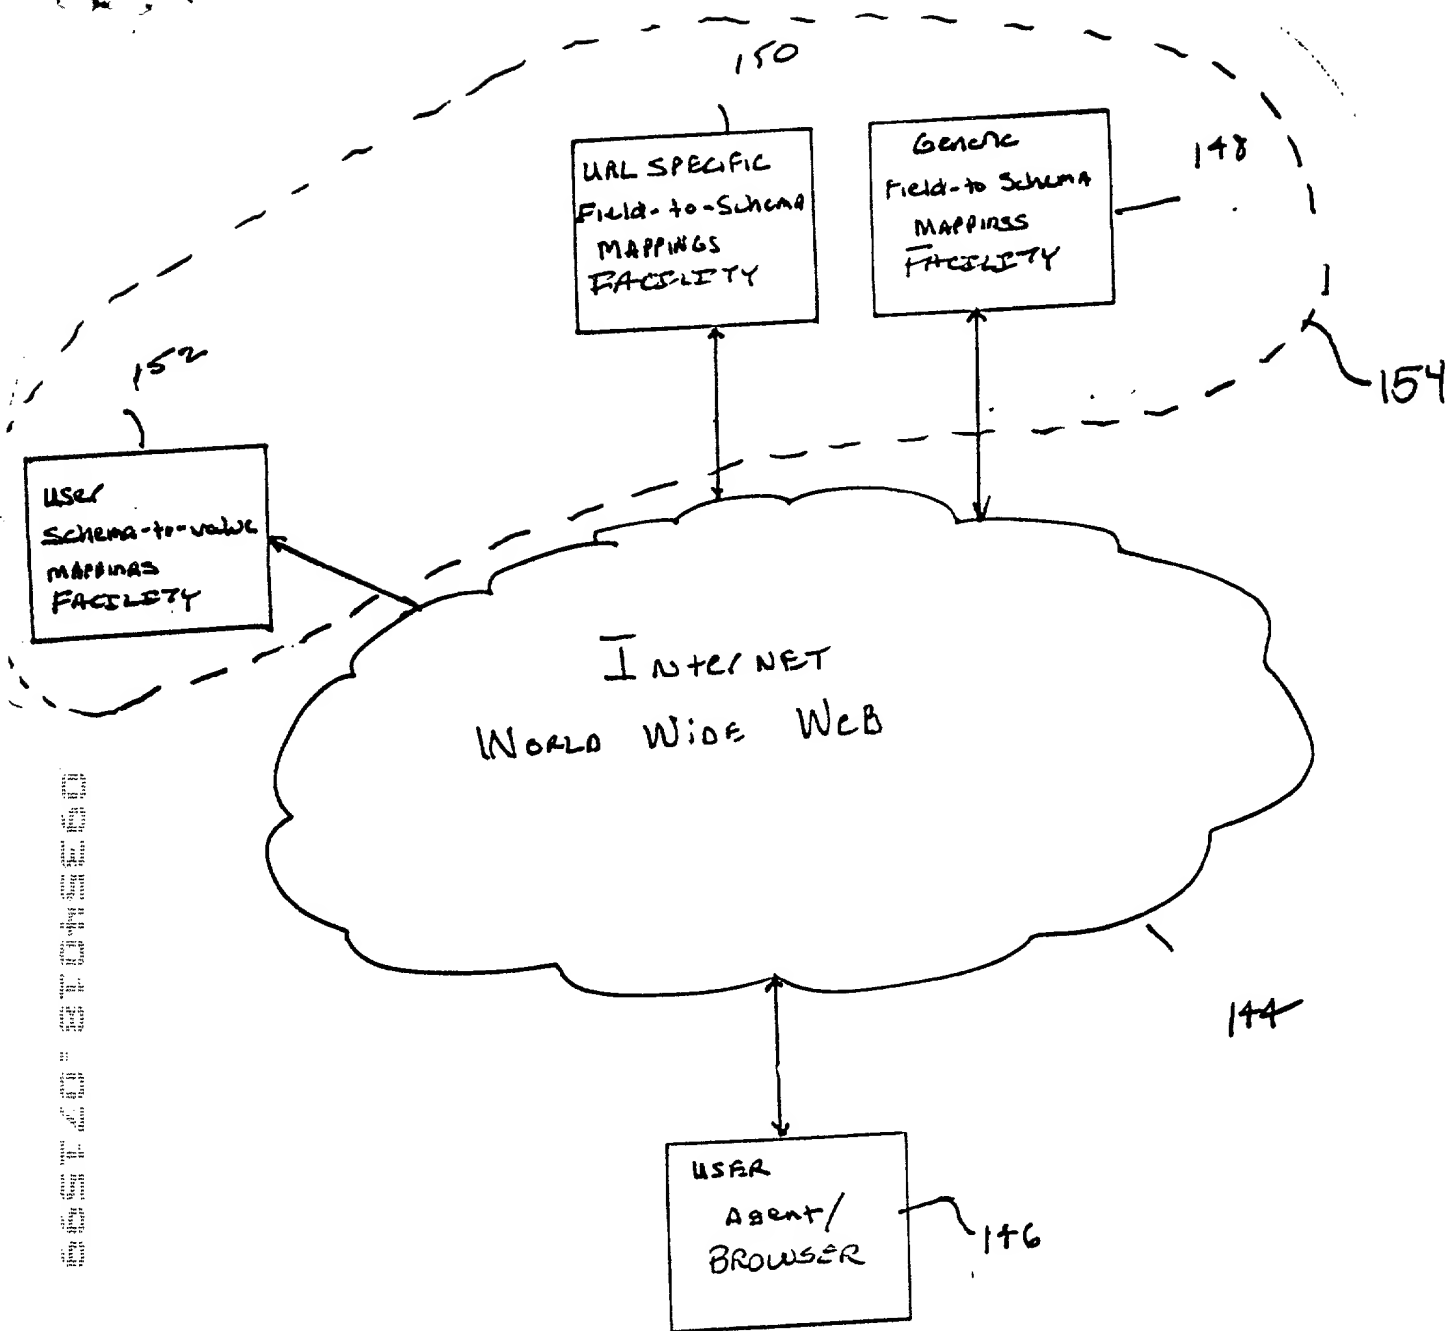 150
URL SPECIFIC
Field-to-Schema
MAPPINGS
FACILITY
Generic
Field-to Schema
MAPPINGS
FACILITY
148
154
152
User
Schema-to-value
MAPPINGS
FACILITY
INterNET
WORLD WiDE WeB
144
USER
Agent/
BROWSER
146